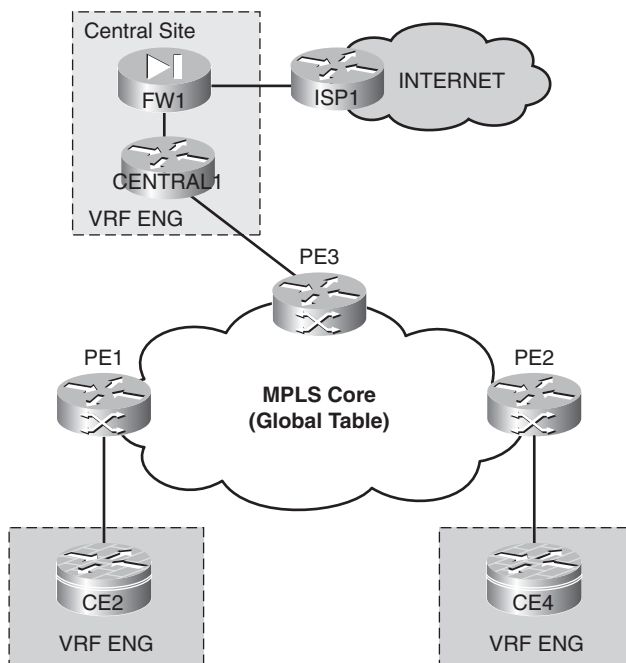 Central Site
FW1
ISP1
INTERNET
CENTRAL1
VRF ENG
PE3
PE1
PE2
MPLS Core
(Global Table)
CE2
VRF ENG
CE4
VRF ENG